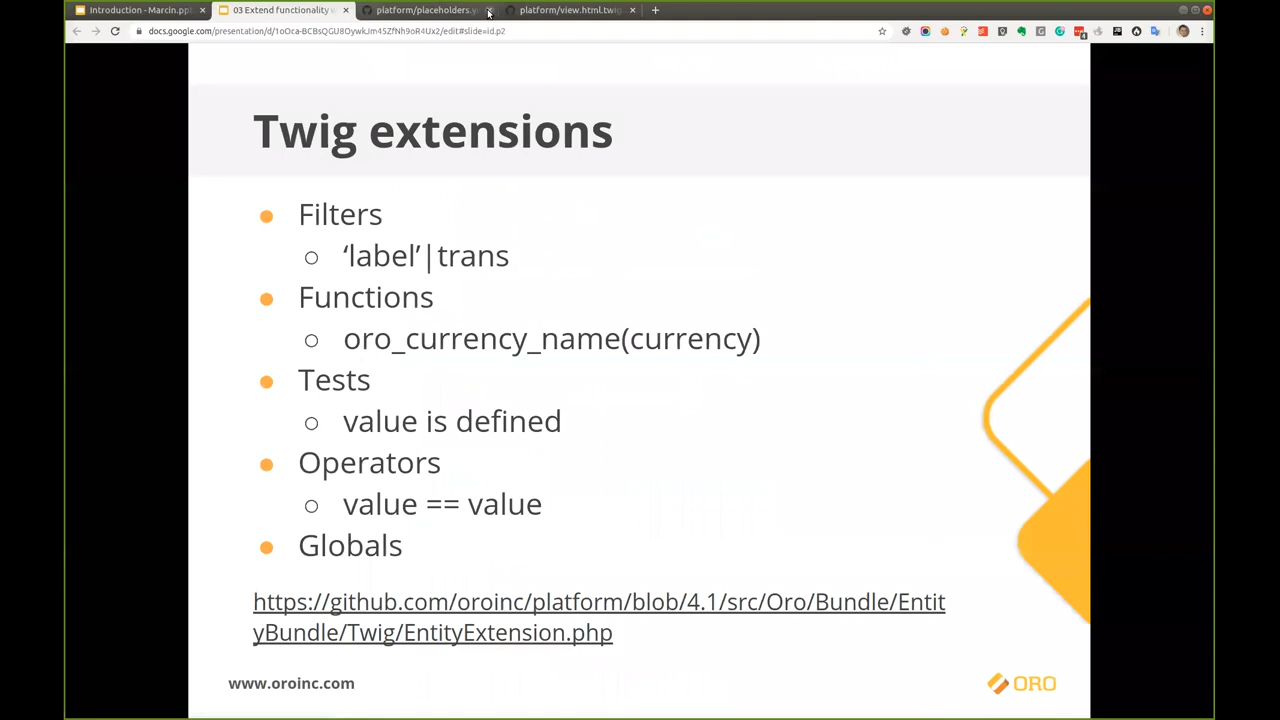 Introduction - Marcin.ppt
03 Extend functionality
platform/placeholders.y
platform/view.html.twig
docs.google.com/presentation/d/1oOca-BCBsQGU8OywkJm45ZfNh9oR4Ux2/edit#slide=id.p2
Twig extensions
Filters
‘label’|trans
Functions
oro_currency_name(currency)
Tests
value is defined
Operators
value == value
Globals
https://github.com/oroinc/platform/blob/4.1/src/Oro/Bundle/Entit
yBundle/Twig/EntityExtension.php
www.oroinc.com
ORO